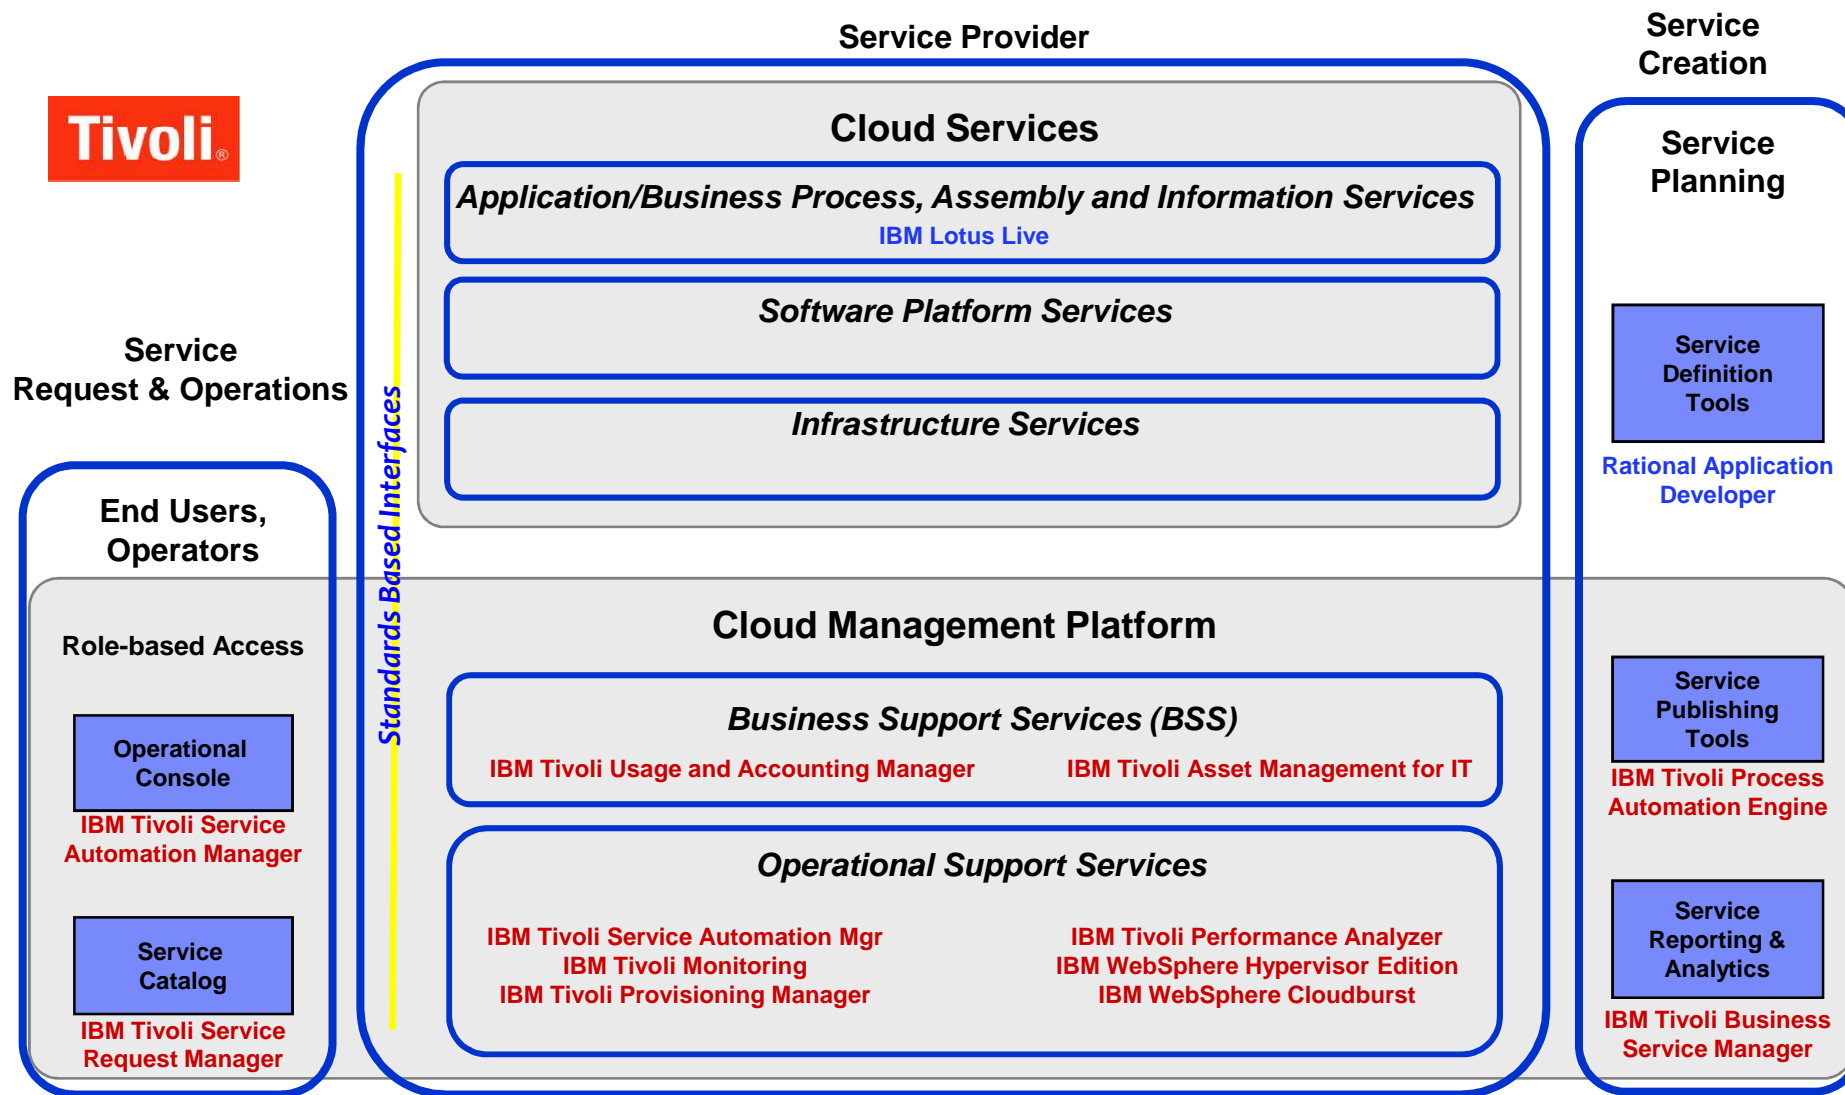 Service Provider
Service
Creation
Tivoli®
Cloud Services
Application/Business Process, Assembly and Information Services
IBM Lotus Live
Software Platform Services
Infrastructure Services
Service
Request & Operations
Standards Based Interfaces
End Users,
Operators
Role-based Access
Operational
Console
IBM Tivoli Service
Automation Manager
Service
Catalog
IBM Tivoli Service
Request Manager
Cloud Management Platform
Business Support Services (BSS)
IBM Tivoli Usage and Accounting Manager
IBM Tivoli Asset Management for IT
Operational Support Services
IBM Tivoli Service Automation Mgr
IBM Tivoli Monitoring
IBM Tivoli Provisioning Manager
IBM Tivoli Performance Analyzer
IBM WebSphere Hypervisor Edition
IBM WebSphere Cloudburst
Service
Planning
Service
Definition
Tools
Rational Application
Developer
Service
Publishing
Tools
IBM Tivoli Process
Automation Engine
Service
Reporting &
Analytics
IBM Tivoli Business
Service Manager